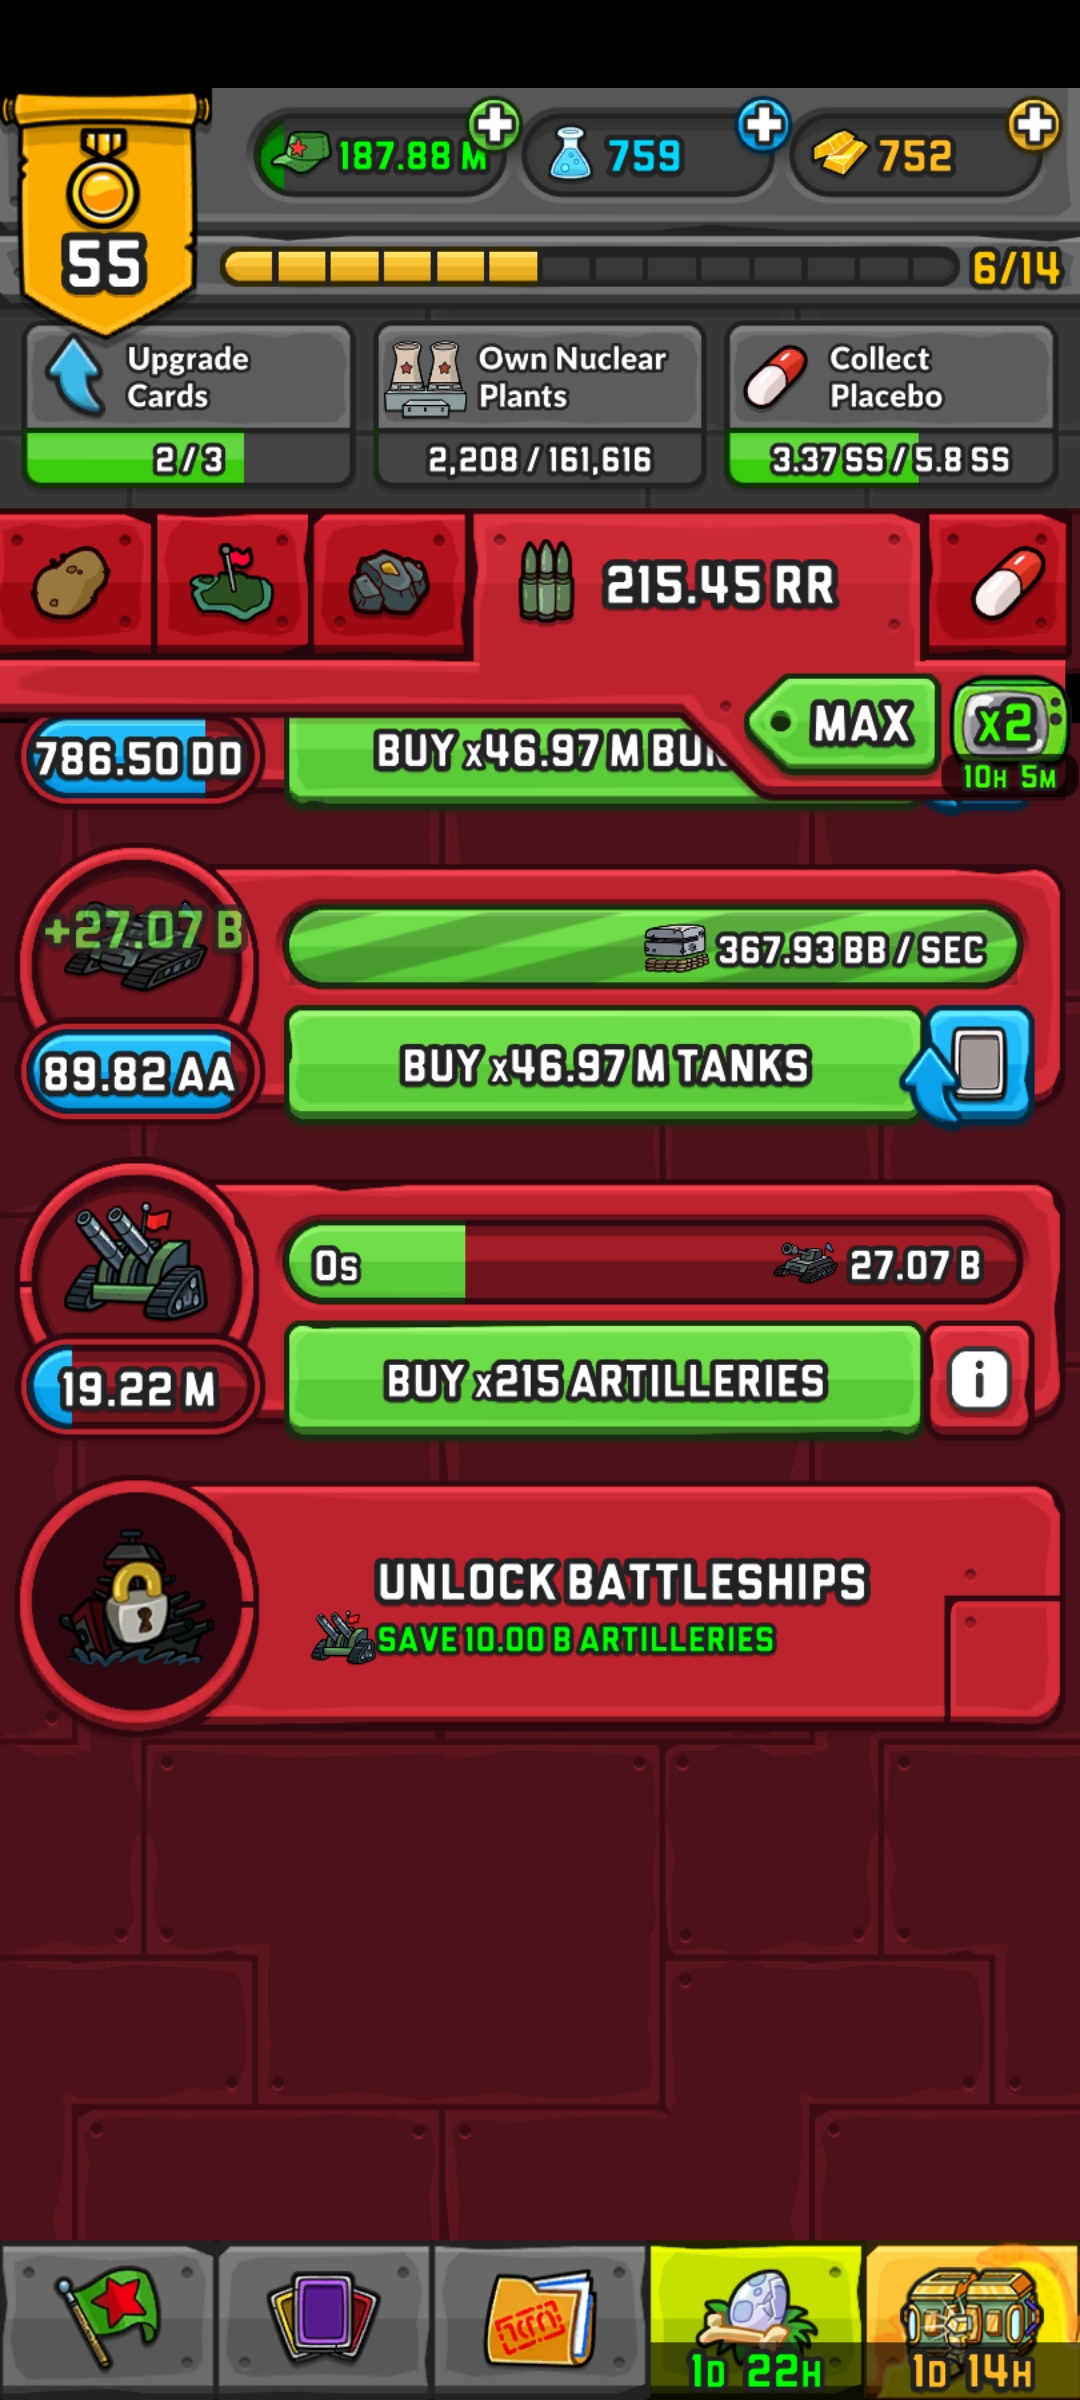 187.88 M
759
752
55
6/14
Upgrade
Cards
2/3
Own Nuclear
Plants
2,208 / 161,616
Collect
Placebo
3.37 SS / 5.8 SS
215.45 RR
MAX
x2
10H 5M
786.50 DD
BUY x46.97 M
+27.07 B
367.93 BB / SEC
89.82 AA
BUY x46.97 M TANKS
0s
27.07 B
19.22 M
BUY x215 ARTILLERIES
i
UNLOCK BATTLESHIPS
SAVE 10.00 B ARTILLERIES
1D 22H
1D 14H